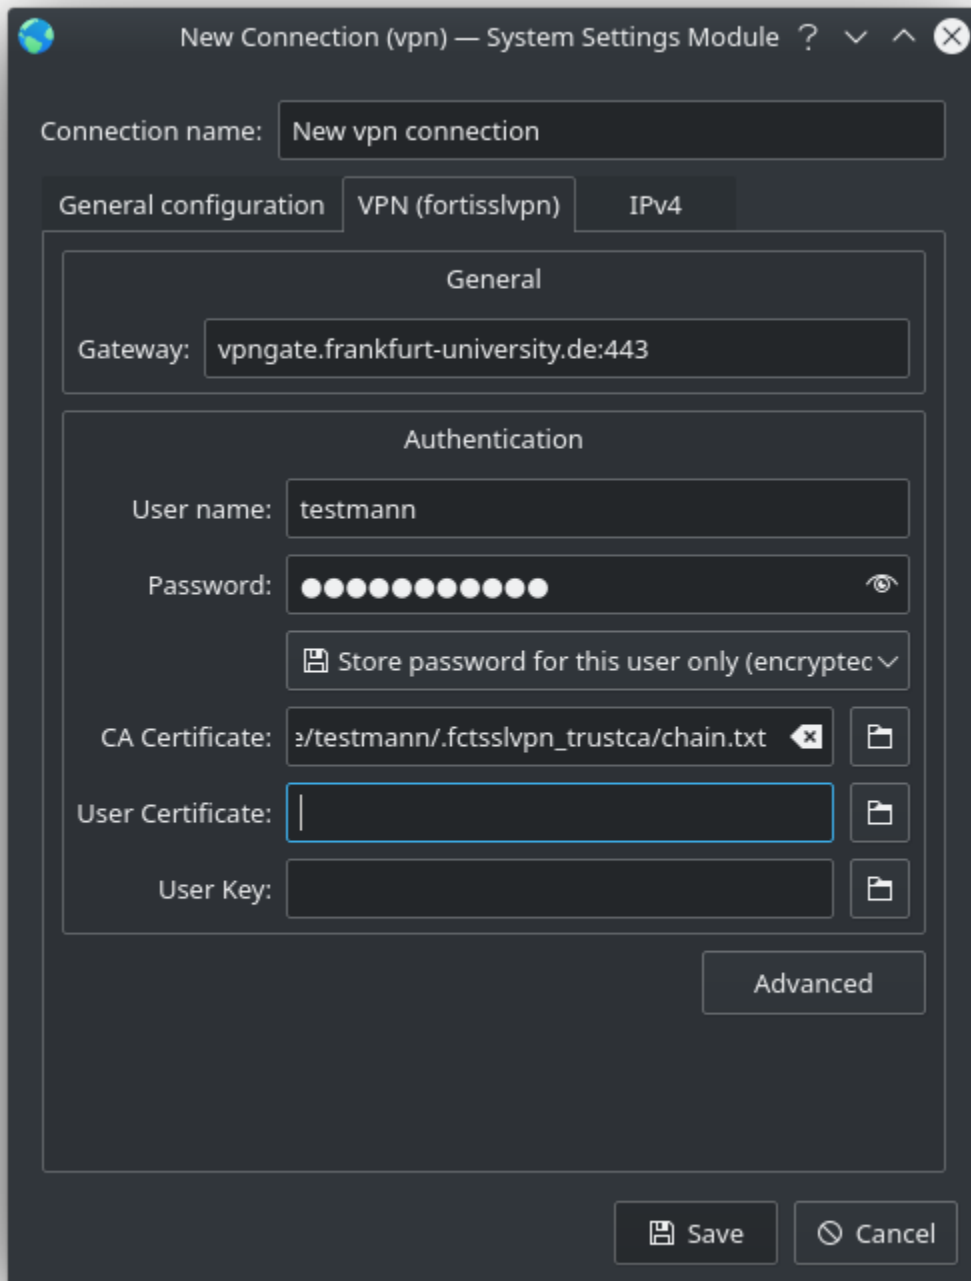 New Connection (vpn) — System Settings Module ?
Connection name: New vpn connection
General configuration VPN (fortisslvpn) IPv4
General
Gateway: vpngate.frankfurt-university.de:443
Authentication
User name: testmann
Password: ●●●●●●●●●●●
Store password for this user only (encrypted
CA Certificate: e/testmann/.fctsslvpn_trustca/chain.txt
User Certificate:
User Key:
Advanced
Save Cancel